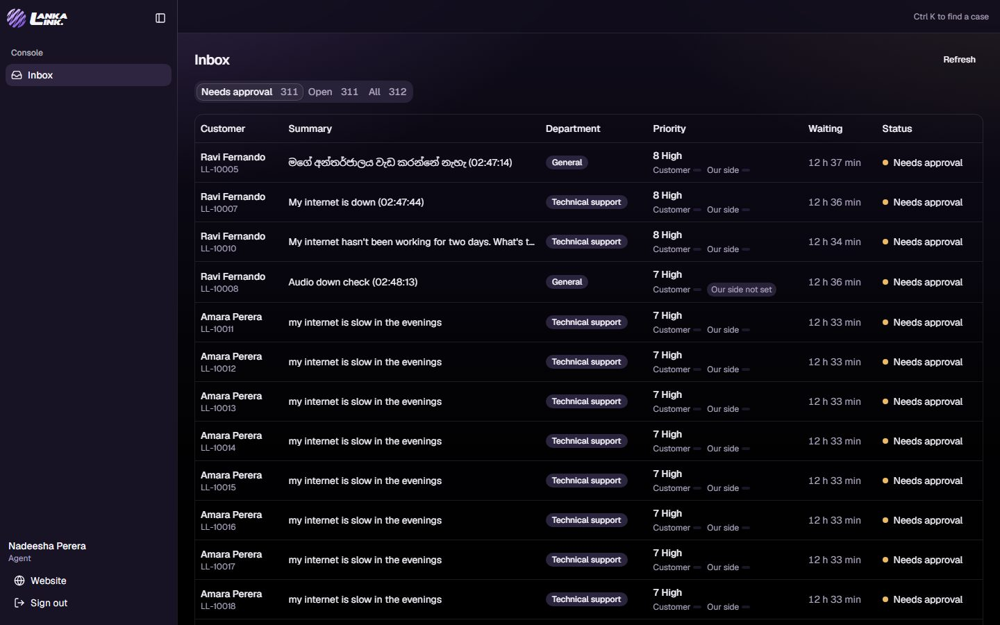 LANKA LINK.
Ctrl K to find a case
Console
Inbox
Inbox
Refresh
Needs approval 311 Open 311 All 312
Customer Summary Department Priority Waiting Status
Ravi Fernando
LL-10005
මගේ අන්තර්ජාලය වැඩ කරන්නේ නැහැ (02:47:14)
General
8 High
Customer Our side
12 h 37 min
Needs approval
Ravi Fernando
LL-10007
My internet is down (02:47:44)
Technical support
8 High
Customer Our side
12 h 36 min
Needs approval
Ravi Fernando
LL-10010
My internet hasn't been working for two days. What's t...
Technical support
8 High
Customer Our side
12 h 34 min
Needs approval
Ravi Fernando
LL-10008
Audio down check (02:48:13)
General
7 High
Customer Our side not set
12 h 36 min
Needs approval
Amara Perera
LL-10011
my internet is slow in the evenings
Technical support
7 High
Customer Our side
12 h 33 min
Needs approval
Amara Perera
LL-10012
my internet is slow in the evenings
Technical support
7 High
Customer Our side
12 h 33 min
Needs approval
Amara Perera
LL-10013
my internet is slow in the evenings
Technical support
7 High
Customer Our side
12 h 33 min
Needs approval
Amara Perera
LL-10014
my internet is slow in the evenings
Technical support
7 High
Customer Our side
12 h 33 min
Needs approval
Amara Perera
LL-10015
my internet is slow in the evenings
Technical support
7 High
Customer Our side
12 h 33 min
Needs approval
Amara Perera
LL-10016
my internet is slow in the evenings
Technical support
7 High
Customer Our side
12 h 33 min
Needs approval
Amara Perera
LL-10017
my internet is slow in the evenings
Technical support
7 High
Customer Our side
12 h 33 min
Needs approval
Amara Perera
LL-10018
my internet is slow in the evenings
Technical support
7 High
Customer Our side
12 h 33 min
Needs approval
Nadeesha Perera
Agent
Website
Sign out